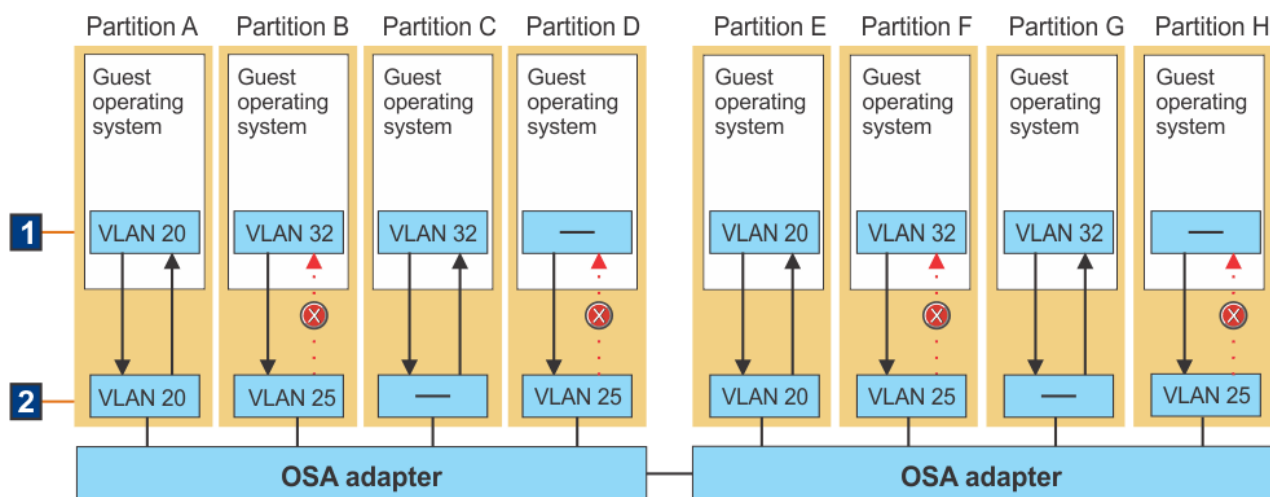 Partition A Partition B Partition C Partition D Partition E Partition F Partition G Partition H
Guest operating system
Guest operating system
Guest operating system
Guest operating system
Guest operating system
Guest operating system
Guest operating system
Guest operating system
1
VLAN 20 VLAN 32 VLAN 32 — VLAN 20 VLAN 32 VLAN 32 —
X X X X
2
VLAN 20 VLAN 25 — VLAN 25 VLAN 20 VLAN 25 — VLAN 25
OSA adapter OSA adapter